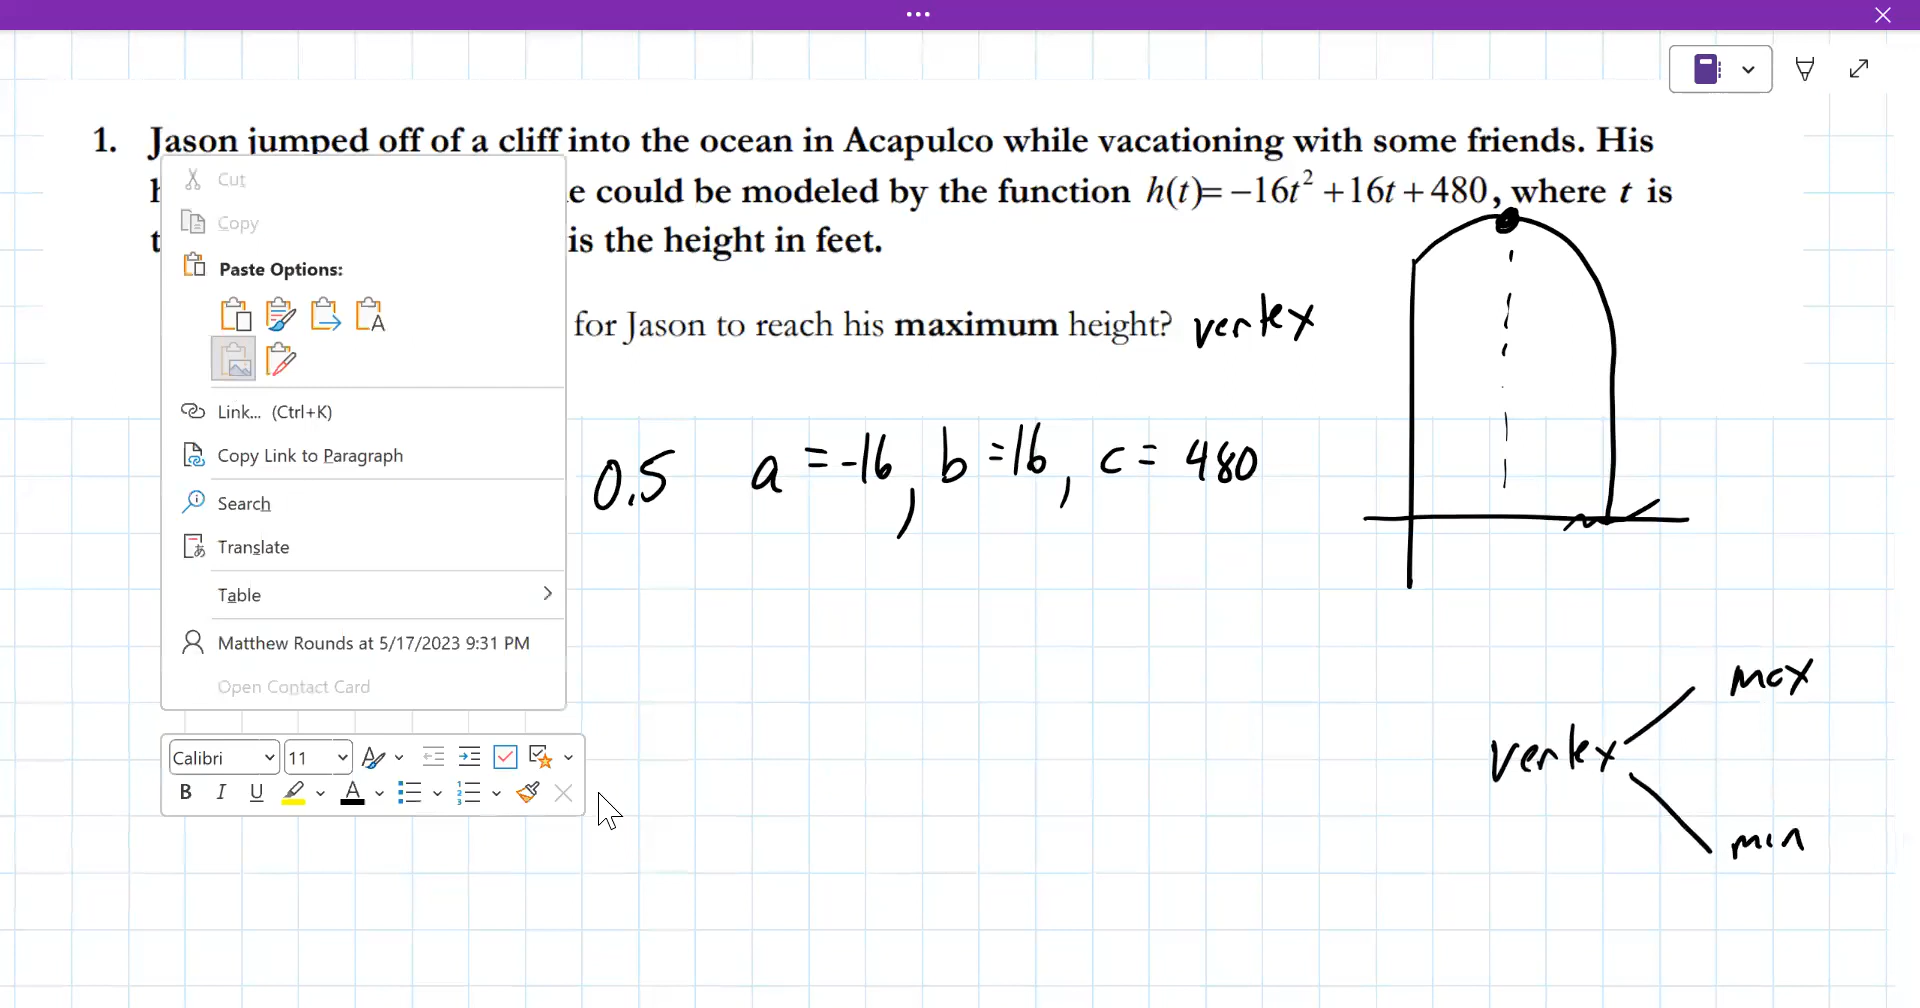 1. Jason jumped off of a cliff into the ocean in Acapulco while vacationing with some friends. His
h e could be modeled by the function h(t)=−16t² +16t+480, where t is
t is the height in feet.
for Jason to reach his maximum height? vertex
0.5 a = -16, b = 16, c = 480
vertex
max
min
Cut
Copy
Paste Options:
Link... (Ctrl+K)
Copy Link to Paragraph
Search
Translate
Table
Matthew Rounds at 5/17/2023 9:31 PM
Open Contact Card
Calibri 11
B I U A